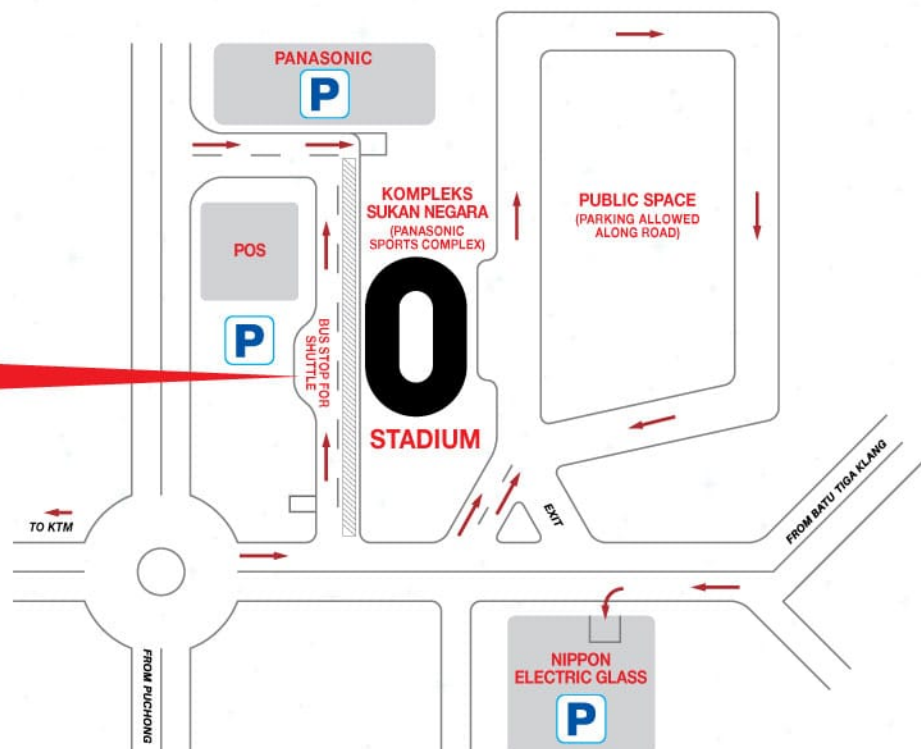 PANASONIC
P
KOMPLEKS
SUKAN NEGARA
(PANASONIC
SPORTS COMPLEX)
PUBLIC SPACE
(PARKING ALLOWED
ALONG ROAD)
POS
P
BUS STOP FOR
SHUTTLE
STADIUM
TO KTM
EXIT
FROM BATU TIGA KLANG
FROM PUCHONG
NIPPON
ELECTRIC GLASS
P